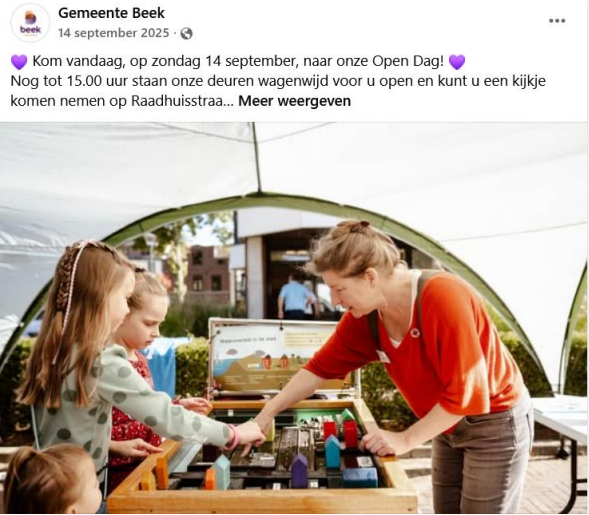 beek
Gemeente Beek
14 september 2025 ·
💜 Kom vandaag, op zondag 14 september, naar onze Open Dag! 💜
Nog tot 15.00 uur staan onze deuren wagenwijd voor u open en kunt u een kijkje
komen nemen op Raadhuisstraa... Meer weergeven